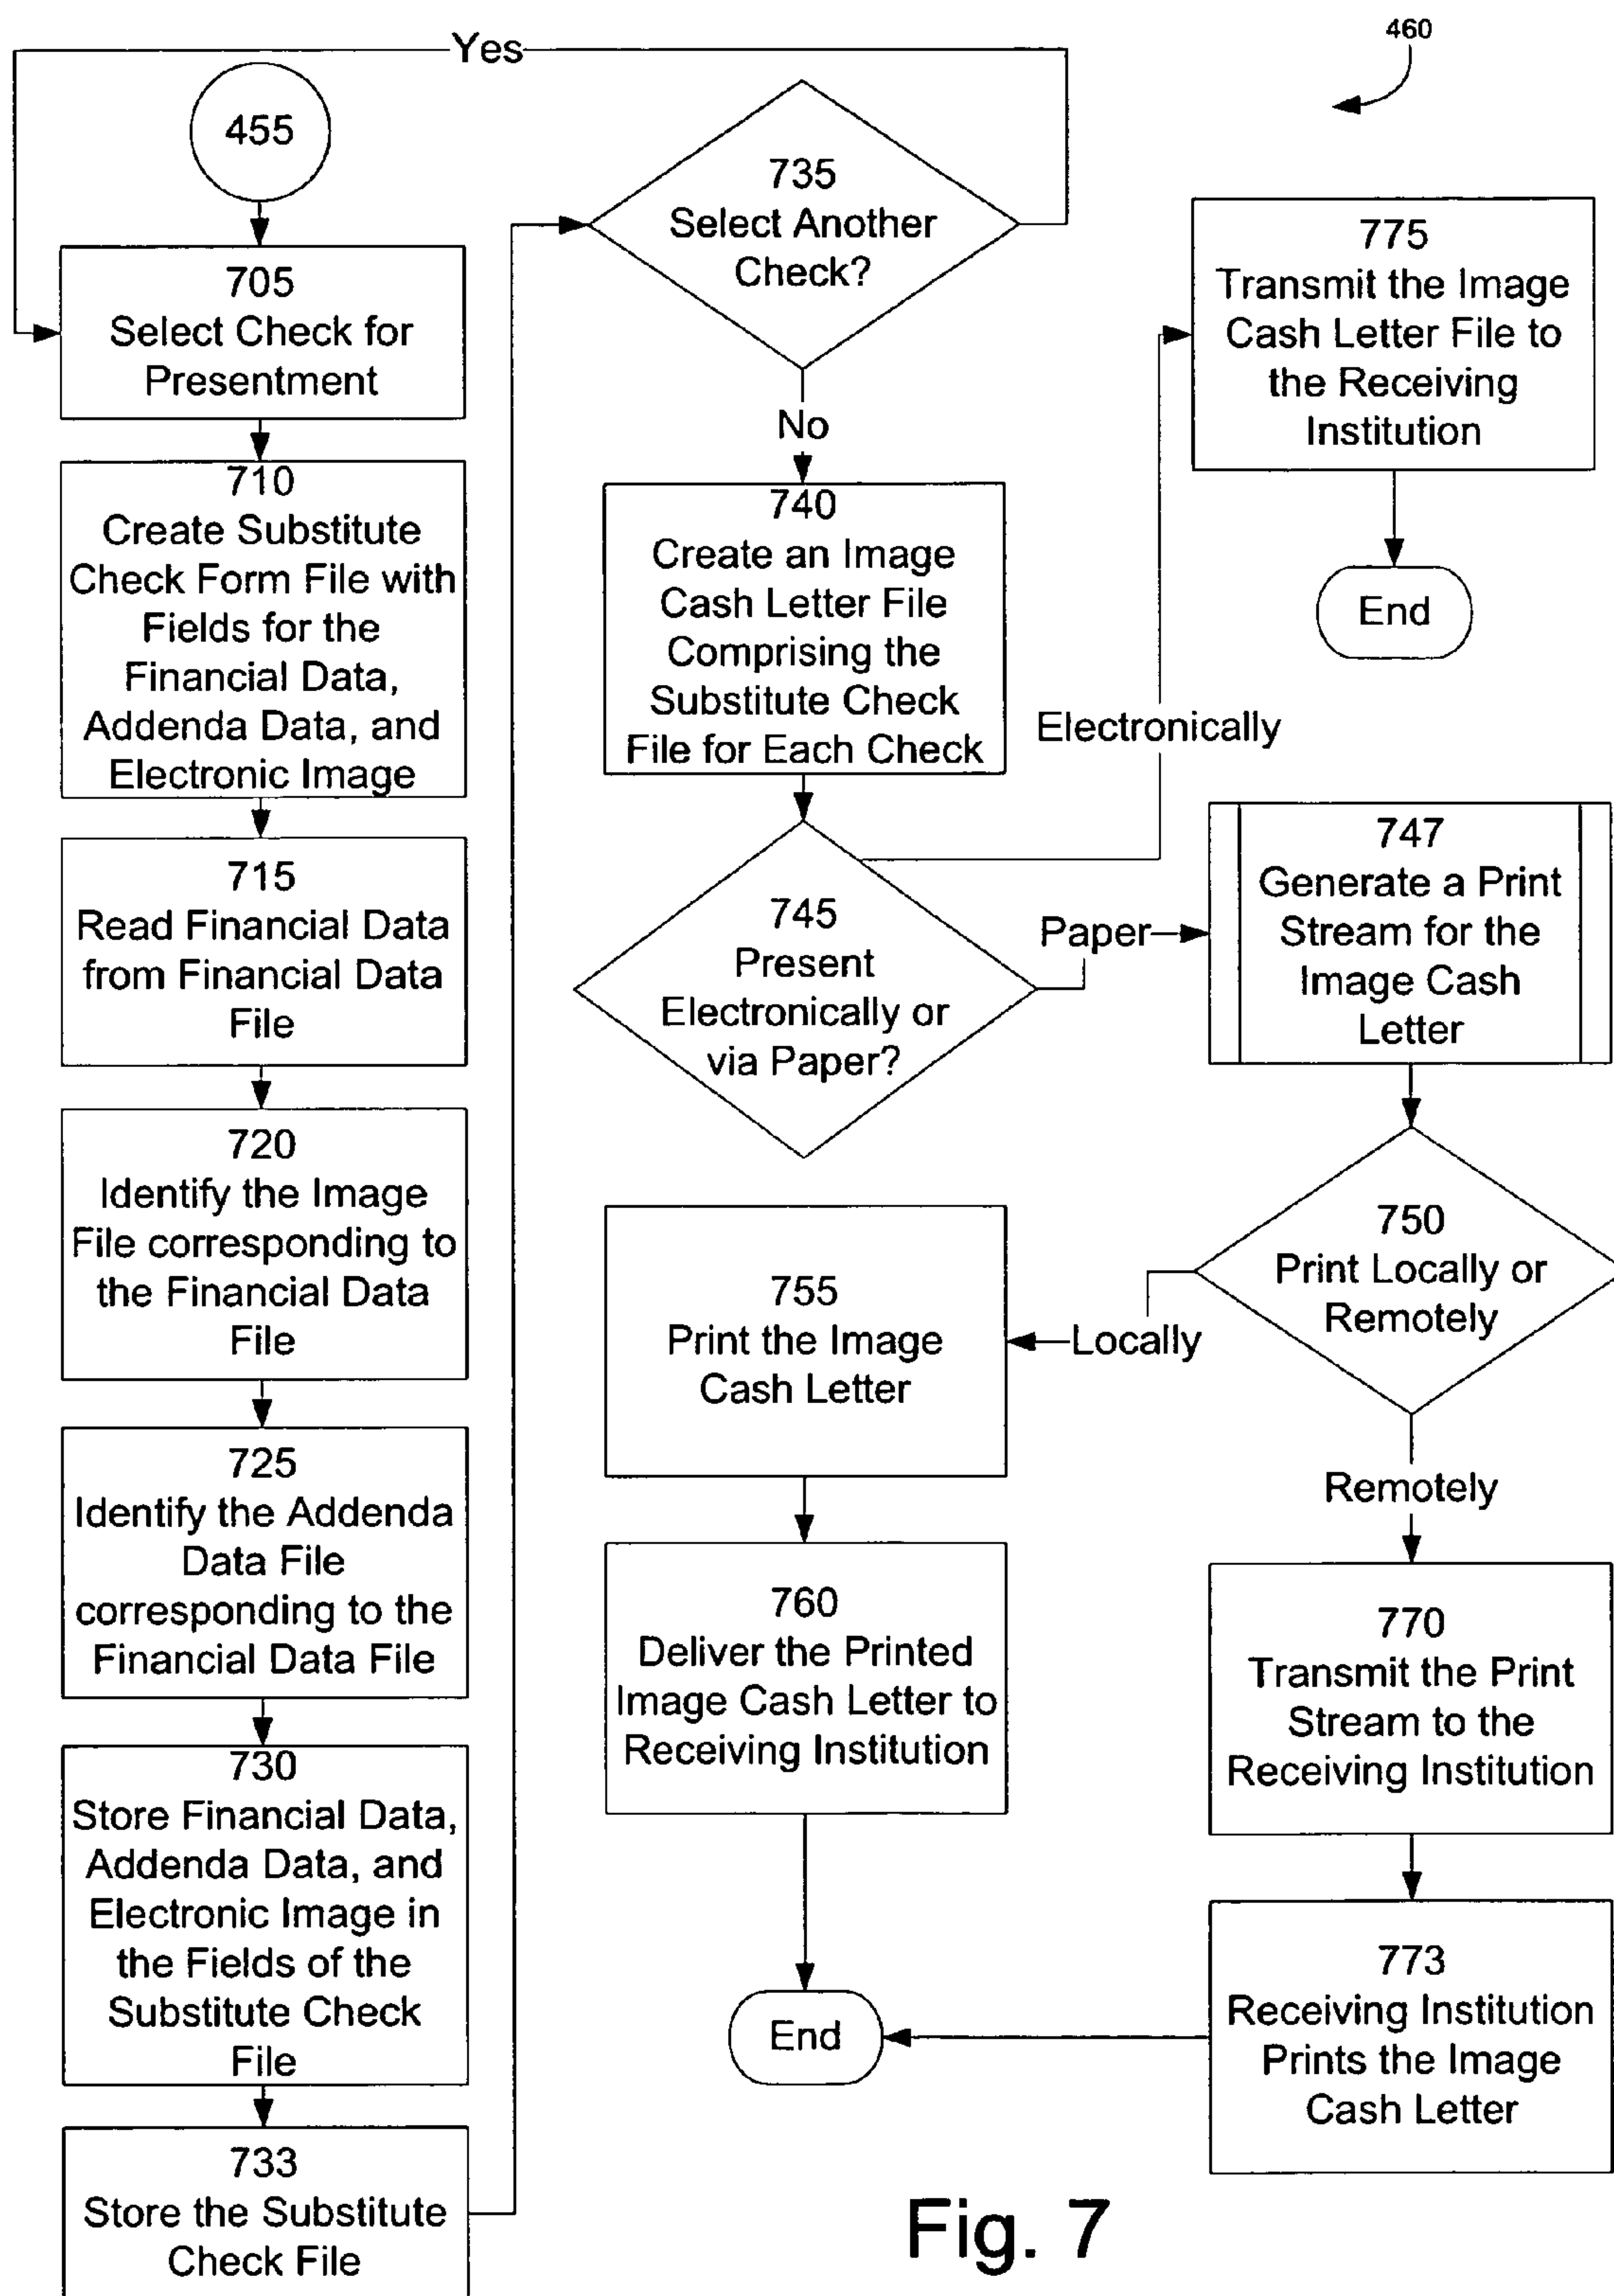 460
Yes
455
705
Select Check for
Presentment
710
Create Substitute
Check Form File with
Fields for the
Financial Data,
Addenda Data, and
Electronic Image
715
Read Financial Data
from Financial Data
File
720
Identify the Image
File corresponding to
the Financial Data
File
725
Identify the Addenda
Data File
corresponding to the
Financial Data File
730
Store Financial Data,
Addenda Data, and
Electronic Image in
the Fields of the
Substitute Check
File
733
Store the Substitute
Check File
735
Select Another
Check?
No
740
Create an Image
Cash Letter File
Comprising the
Substitute Check
File for Each Check
745
Present
Electronically or
via Paper?
Electronically
775
Transmit the Image
Cash Letter File to
the Receiving
Institution
End
Paper
747
Generate a Print
Stream for the
Image Cash
Letter
750
Print Locally or
Remotely
Locally
755
Print the Image
Cash Letter
760
Deliver the Printed
Image Cash Letter to
Receiving Institution
Remotely
770
Transmit the Print
Stream to the
Receiving Institution
773
Receiving Institution
Prints the Image
Cash Letter
End
Fig. 7